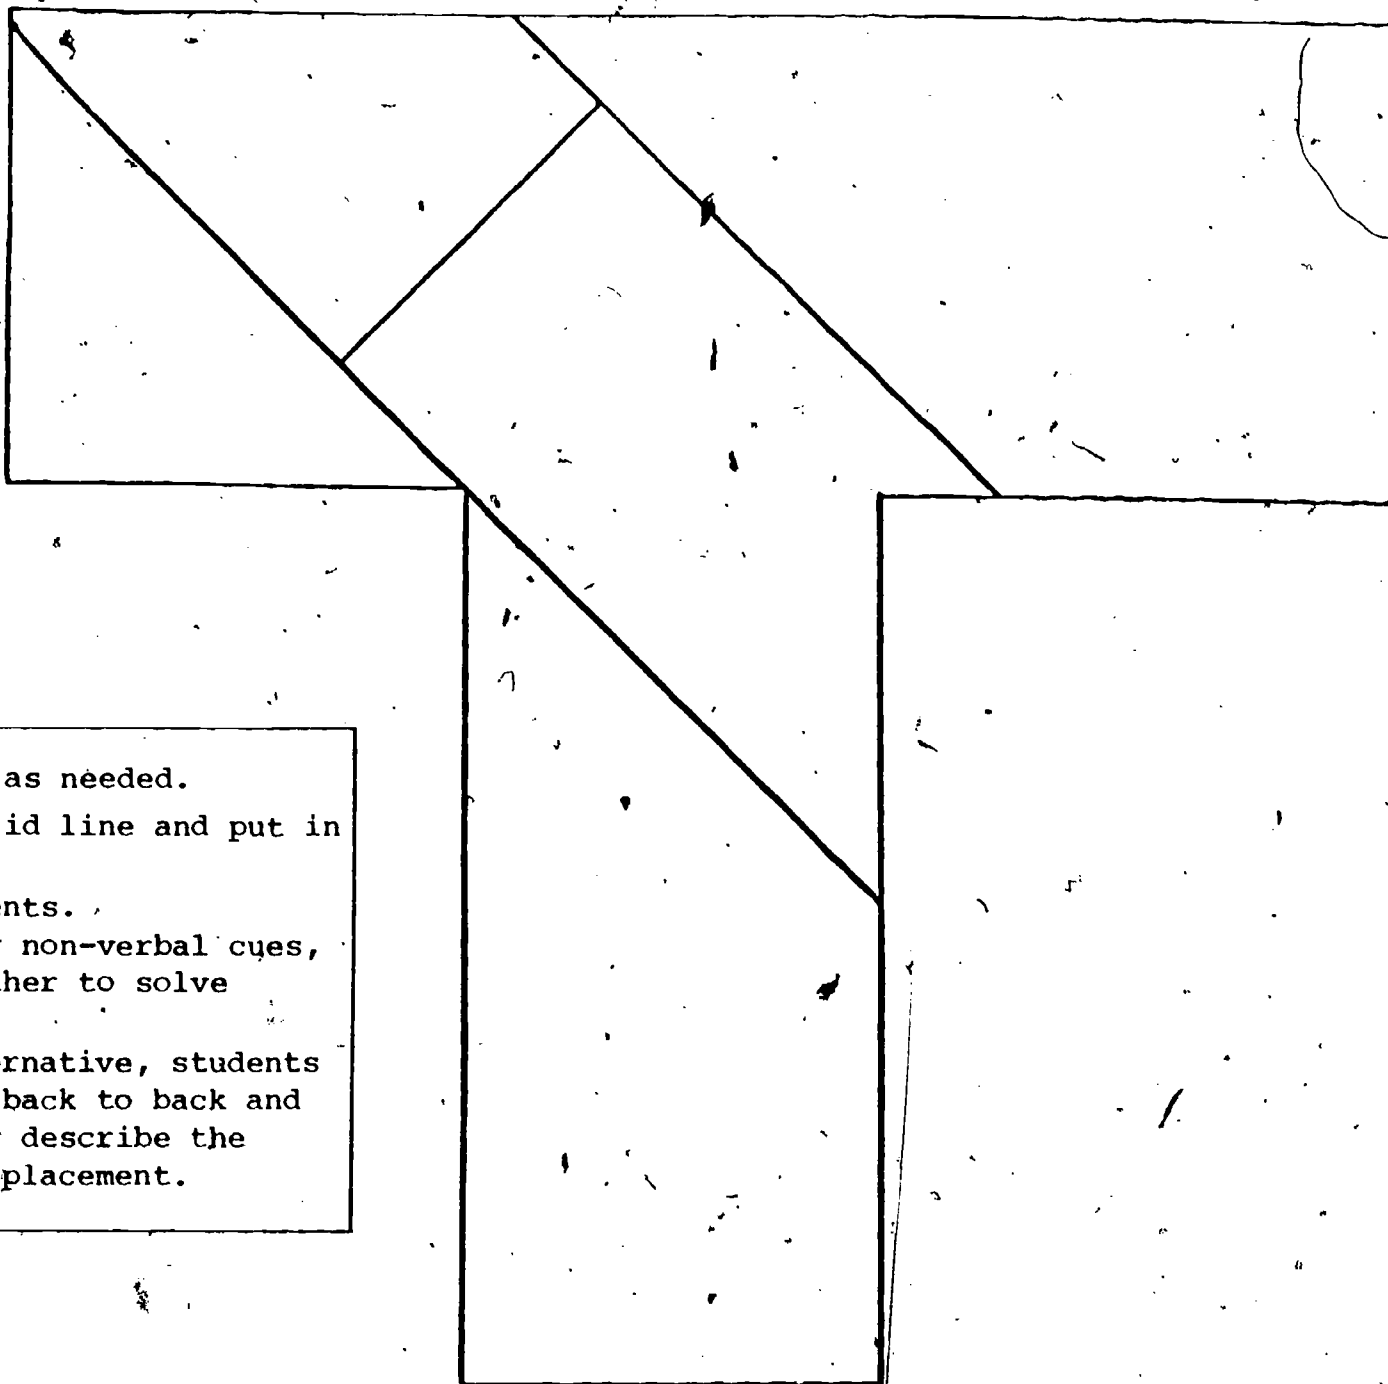 as needed.
id line and put in
nts.
non-verbal cues,
her to solve
rnative, students
back to back and
describe the
placement.